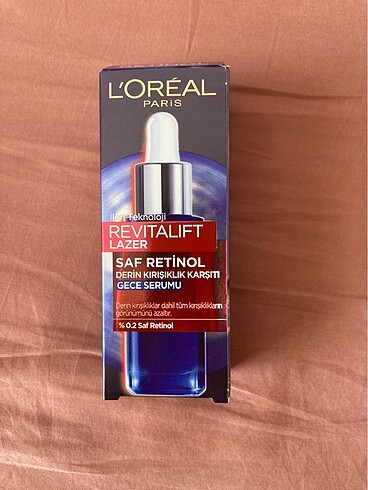 L'ORÉAL
PARIS
İleri Teknoloji
REVITALIFT
LAZER
SAF RETİNOL
DERİN KIRIŞIKLIK KARŞITI
GECE SERUMU
Derin kırışıklıklar dahil tüm kırışıklıkların
görünümünü azaltır.
% 0.2 Saf Retinol